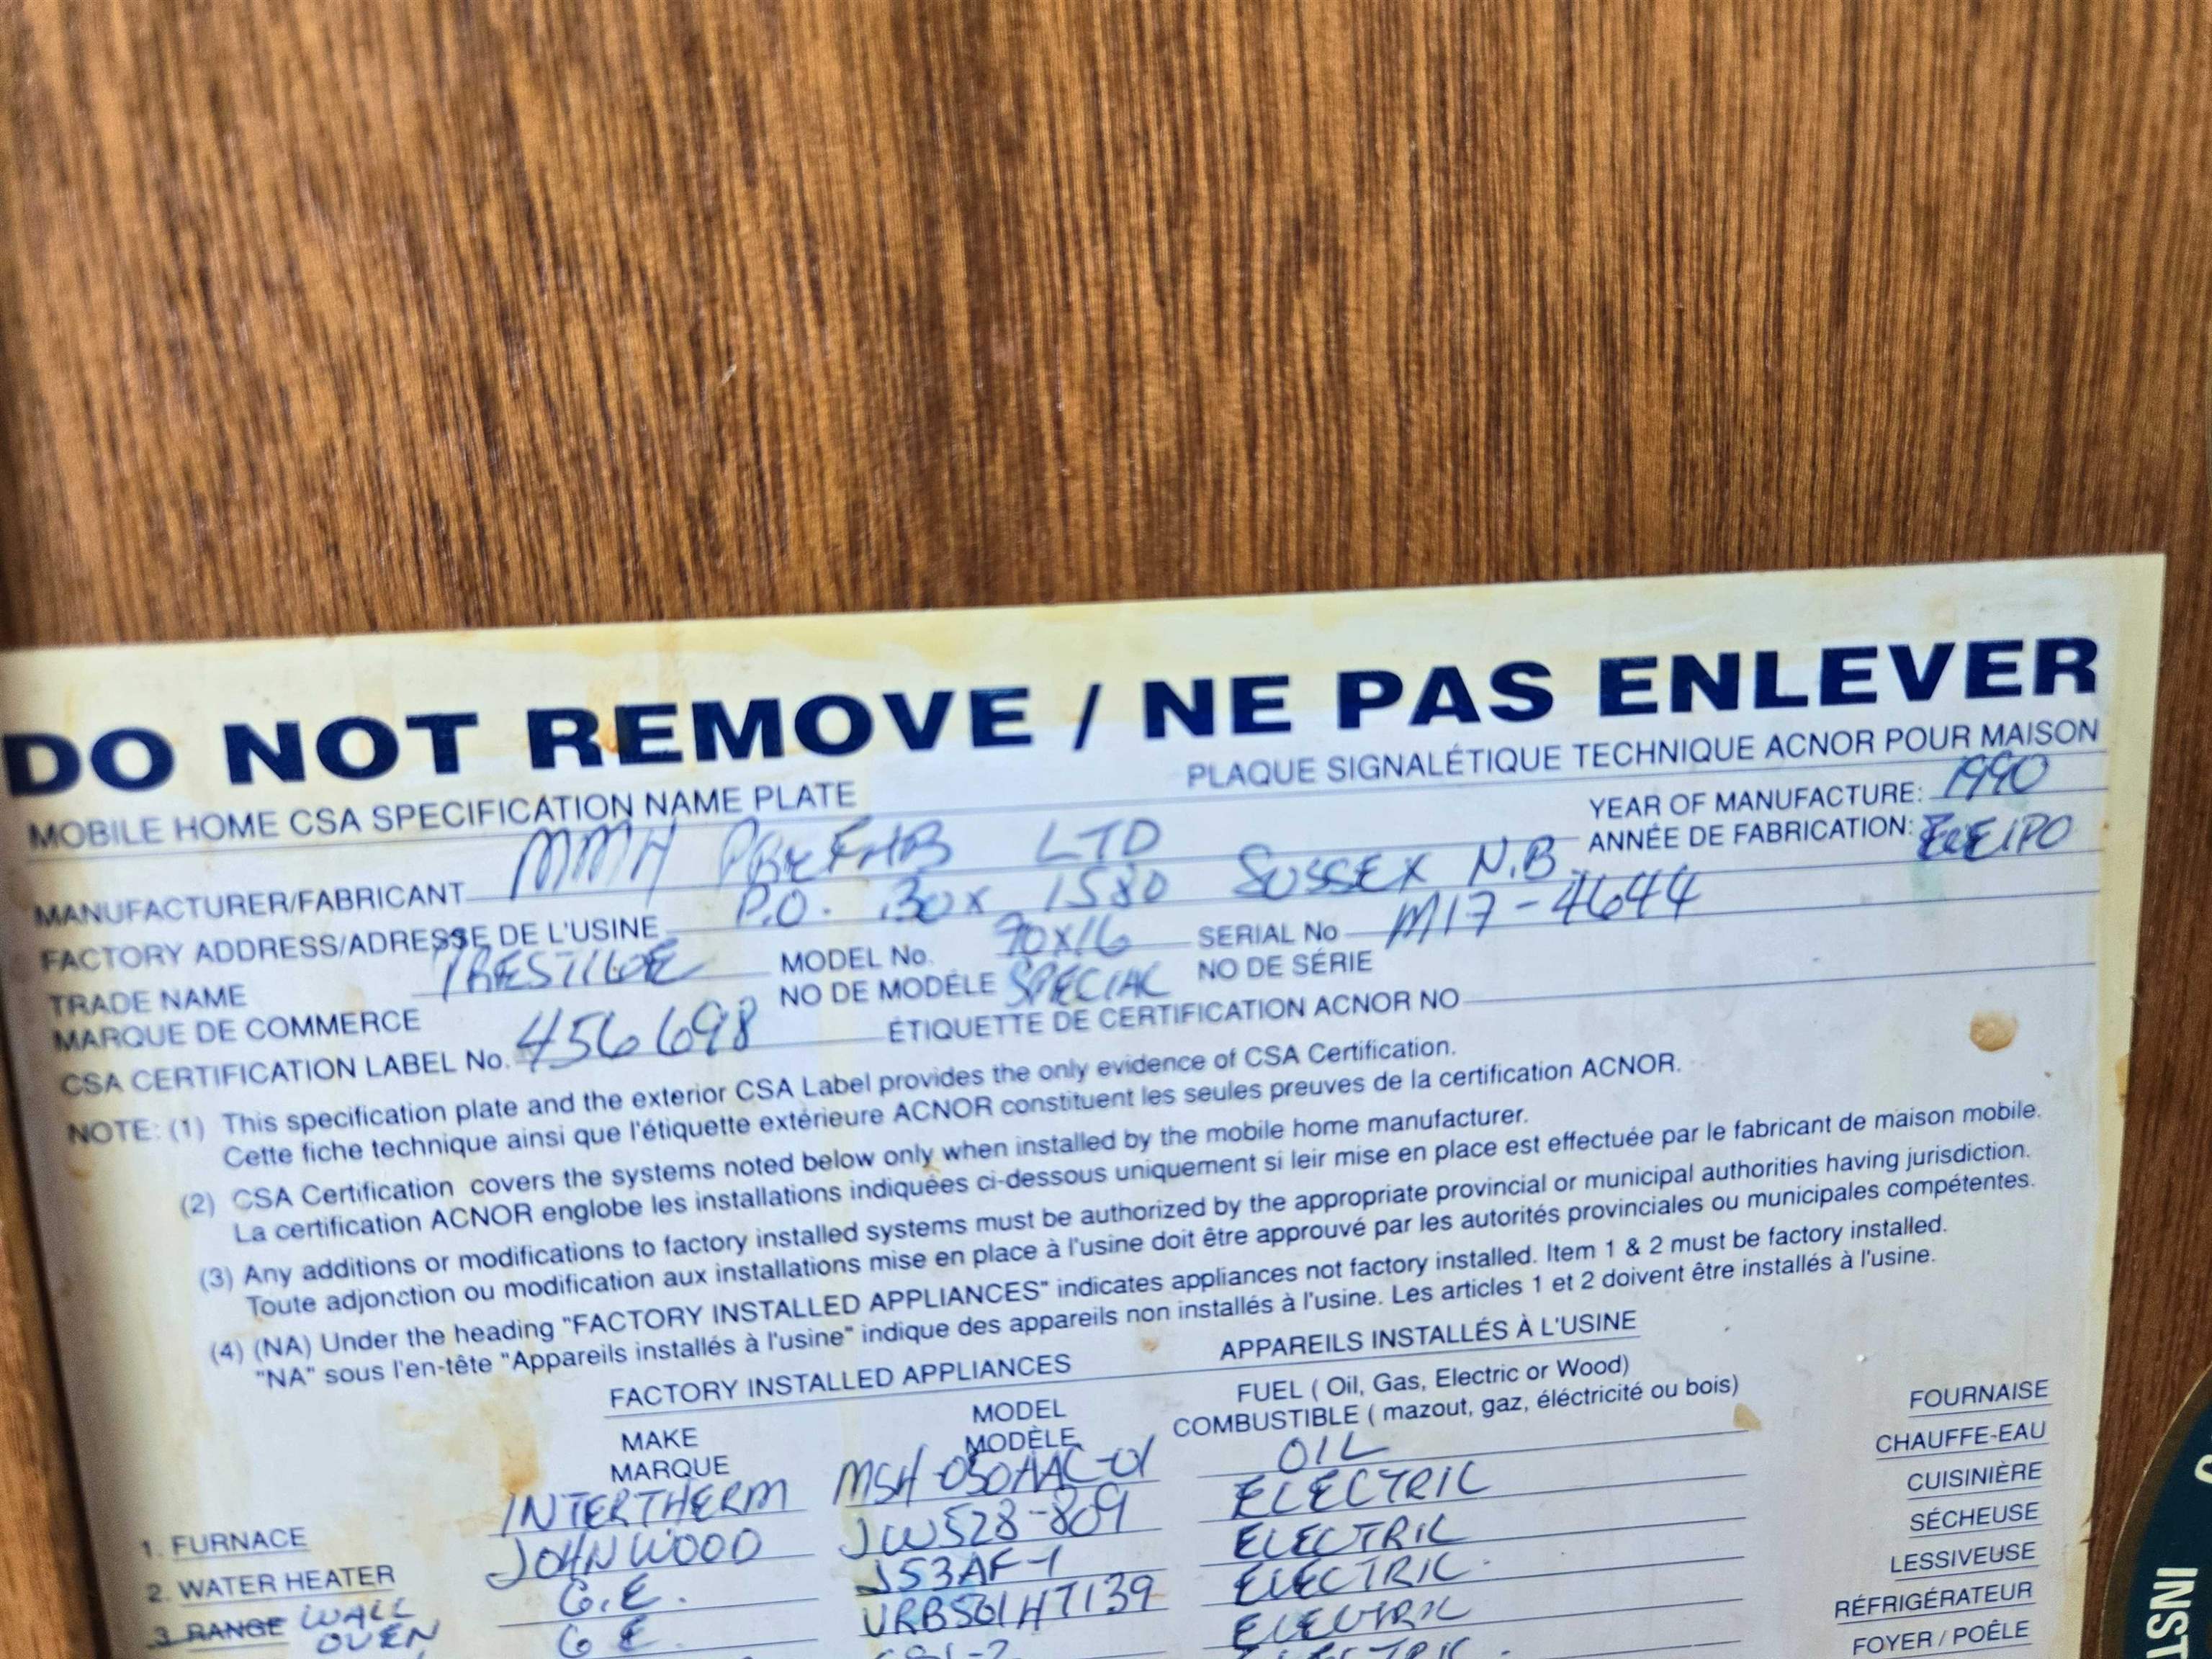 DO NOT REMOVE / NE PAS ENLEVER
MOBILE HOME CSA SPECIFICATION NAME PLATE
PLAQUE SIGNALÉTIQUE TECHNIQUE ACNOR POUR MAISON
YEAR OF MANUFACTURE: 1990
ANNÉE DE FABRICATION:
MANUFACTURER/FABRICANT MMH PREFAB LTD
FACTORY ADDRESS/ADRESSE DE L'USINE P.O. BOX 1580 SUSSEX N.B.
TRADE NAME PRESTIGE
MARQUE DE COMMERCE
MODEL No. 70X16
NO DE MODÈLE SPECIAL
SERIAL No M17-4644
NO DE SÉRIE
CSA CERTIFICATION LABEL No. 456698
ÉTIQUETTE DE CERTIFICATION ACNOR NO
NOTE: (1) This specification plate and the exterior CSA Label provides the only evidence of CSA Certification.
Cette fiche technique ainsi que l'étiquette extérieure ACNOR constituent les seules preuves de la certification ACNOR.
(2) CSA Certification covers the systems noted below only when installed by the mobile home manufacturer.
La certification ACNOR englobe les installations indiquées ci-dessous uniquement si leir mise en place est effectuée par le fabricant de maison mobile.
(3) Any additions or modifications to factory installed systems must be authorized by the appropriate provincial or municipal authorities having jurisdiction.
Toute adjonction ou modification aux installations mise en place à l'usine doit être approuvé par les autorités provinciales ou municipales compétentes.
(4) (NA) Under the heading "FACTORY INSTALLED APPLIANCES" indicates appliances not factory installed. Item 1 & 2 must be factory installed.
"NA" sous l'en-tête "Appareils installés à l'usine" indique des appareils non installés à l'usine. Les articles 1 et 2 doivent être installés à l'usine.
FACTORY INSTALLED APPLIANCES
APPAREILS INSTALLÉS À L'USINE
MAKE
MARQUE
MODEL
MODÈLE
FUEL ( Oil, Gas, Electric or Wood)
COMBUSTIBLE ( mazout, gaz, éléctricité ou bois)
1. FURNACE INTERTHERM MSH-050AAC-01 OIL FOURNAISE
2. WATER HEATER JOHN WOOD JW528-809 ELECTRIC CHAUFFE-EAU
3. RANGE WALL OVEN G.E. J53AF-1 ELECTRIC CUISINIÈRE
G.E. URB501HT139 ELECTRIC SÉCHEUSE
ELECTRIC LESSIVEUSE
ELECTRIC RÉFRIGÉRATEUR
FOYER / POÊLE
INST